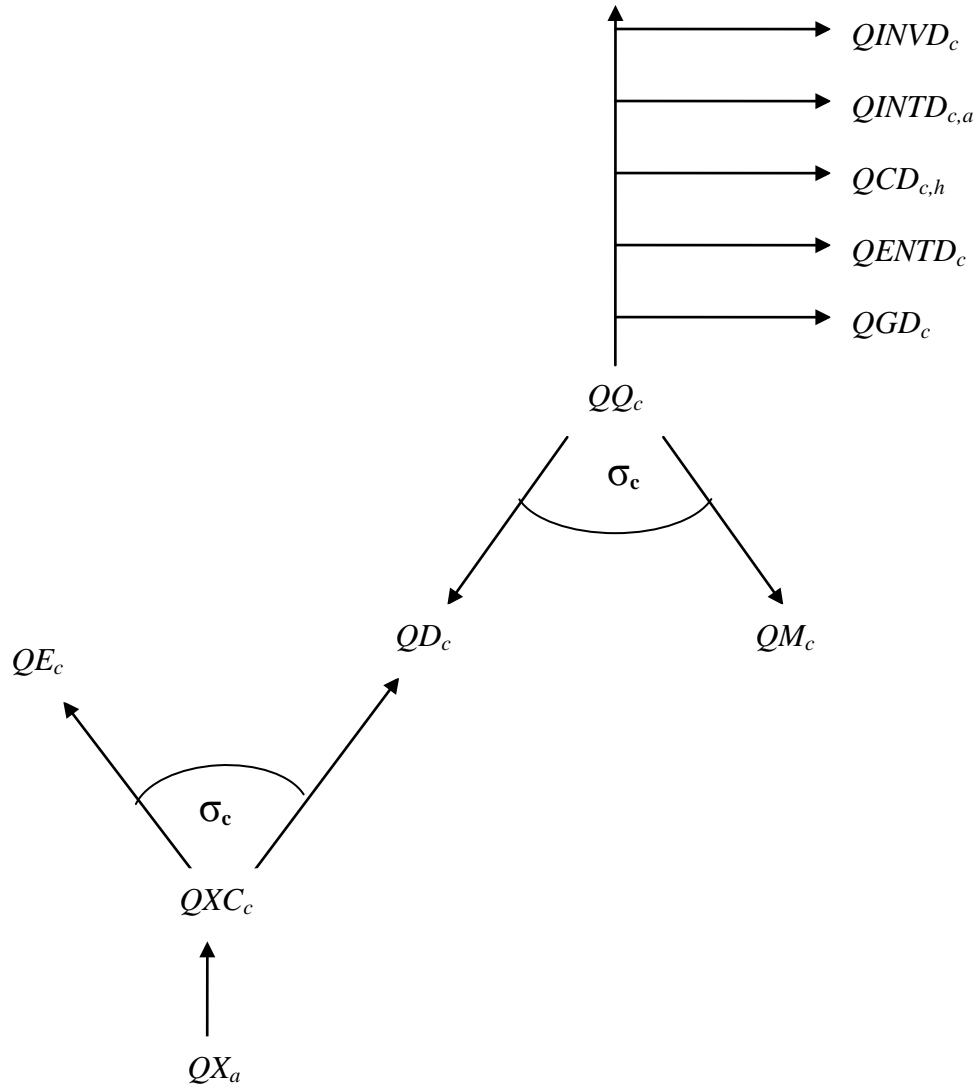 QINVD_c
QINTD_c,a
QCD_c,h
QENTD_c
QGD_c
QQ_c
σ_c
QD_c
QM_c
QE_c
σ_c
QXC_c
QX_a